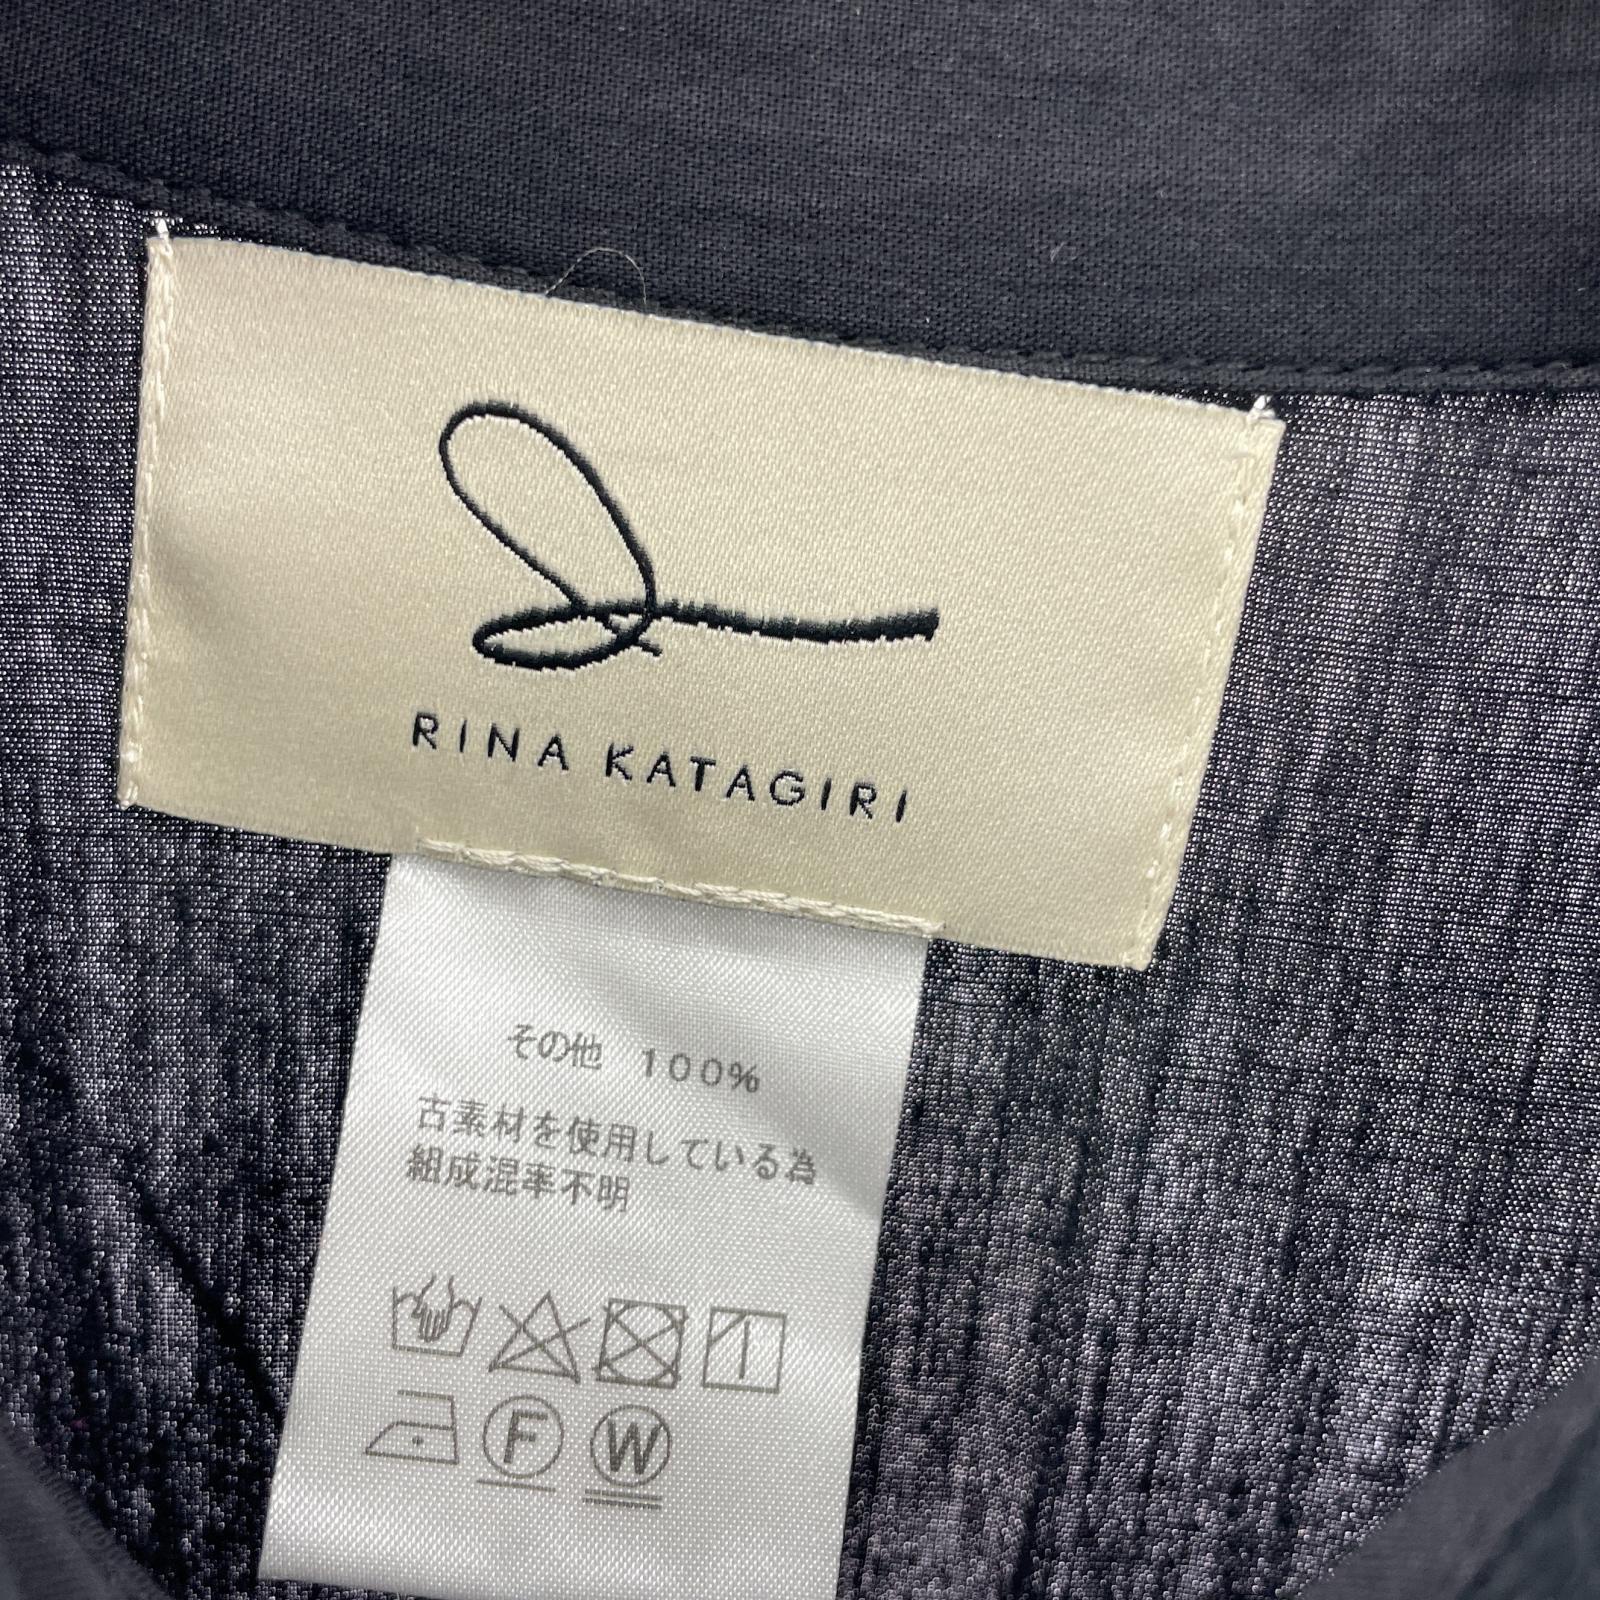 RINA KATAGIRI
その他 100%
古素材を使用している為
組成混率不明
F W